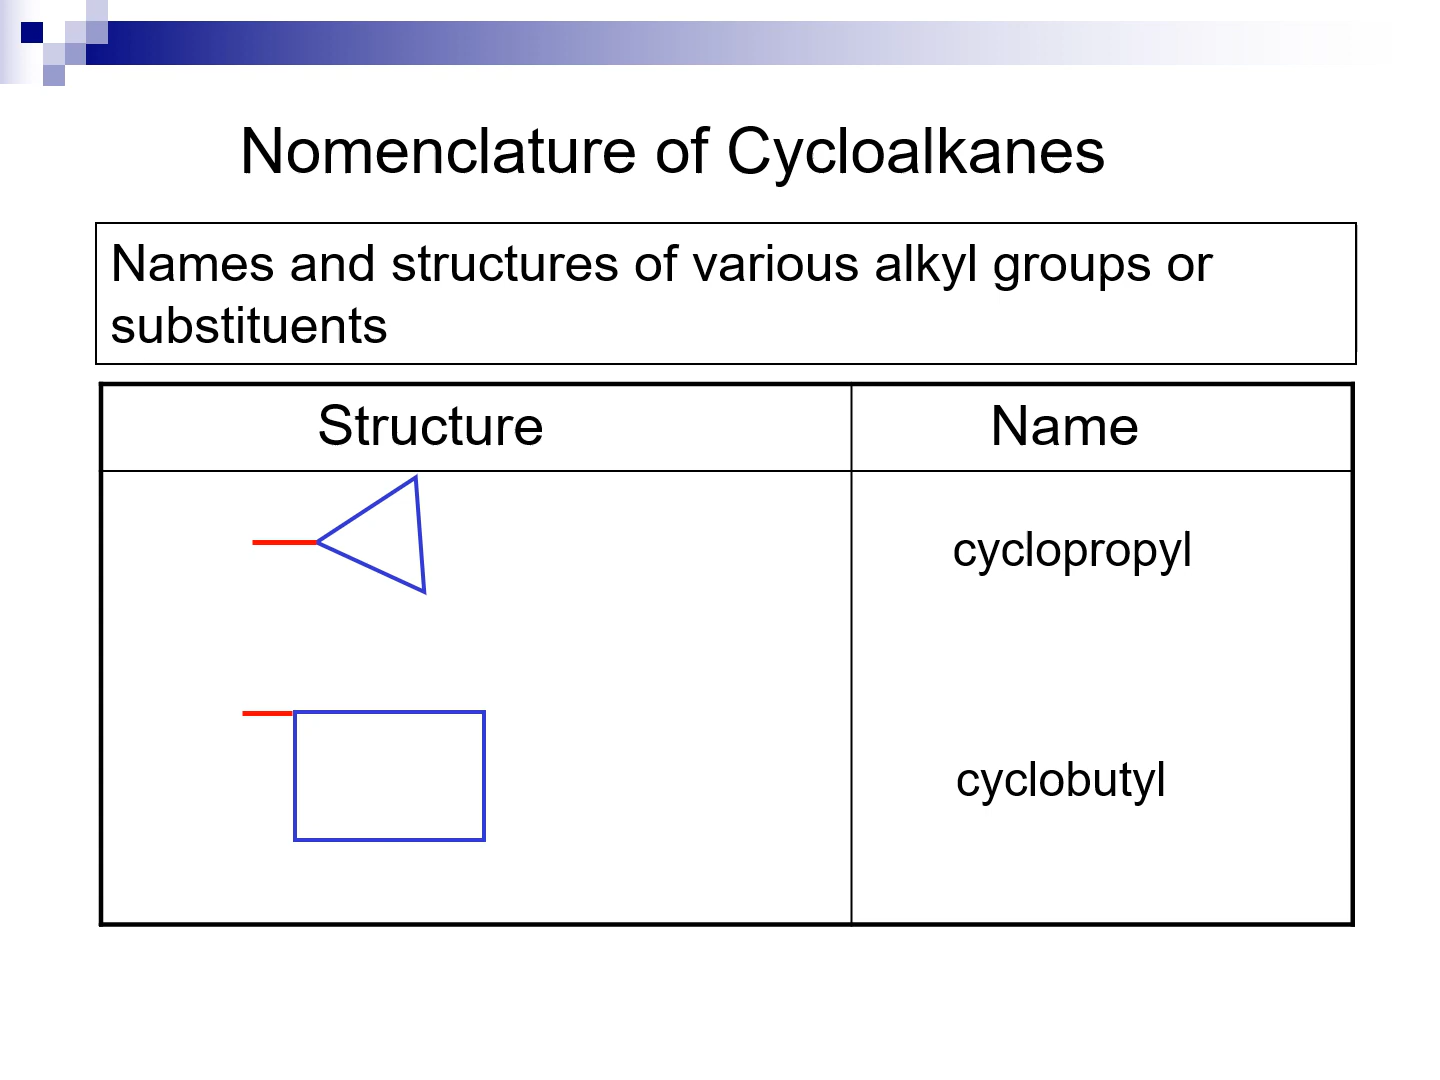 Nomenclature of Cycloalkanes
Names and structures of various alkyl groups or
substituents
Structure
Name
cyclopropyl
cyclobutyl